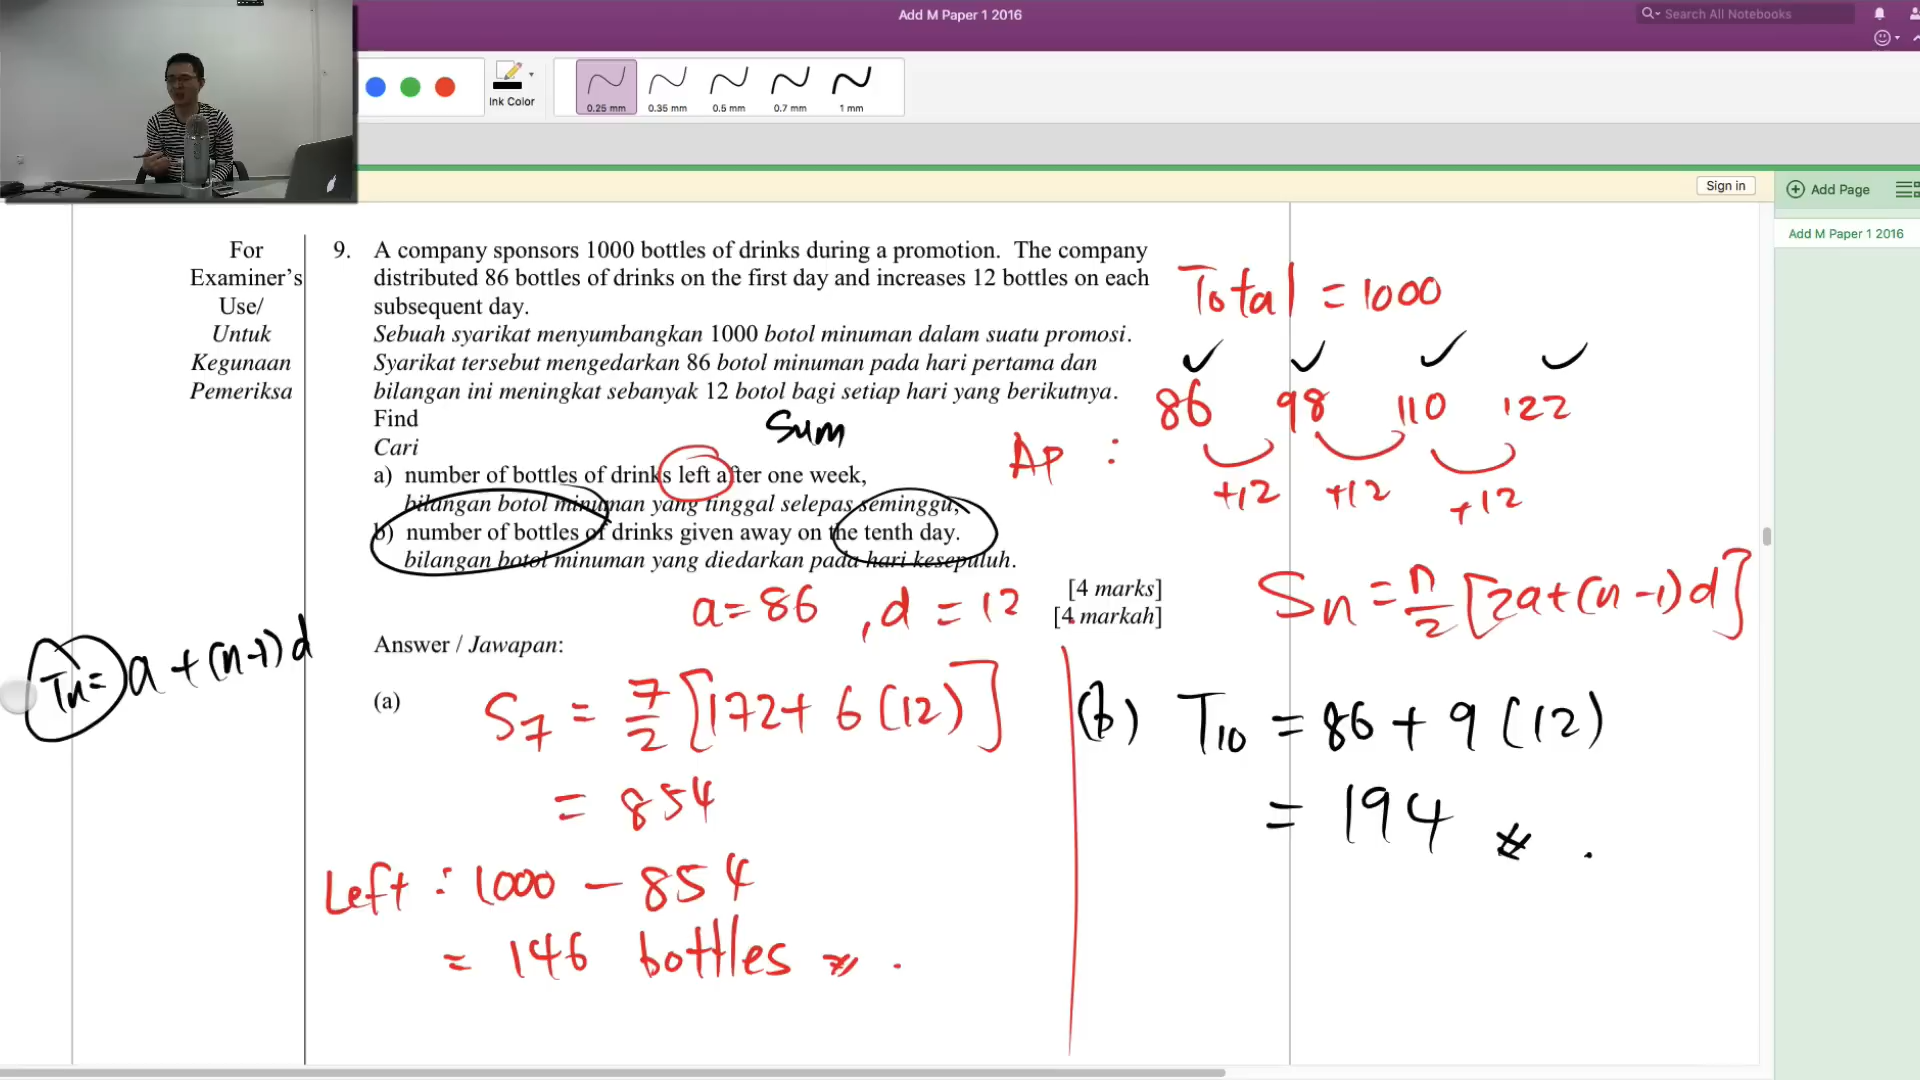 Add M Paper 1 2016
Search All Notebooks
Ink Color
0.25 mm
0.35 mm
0.5 mm
0.7 mm
1 mm
Sign in
Add Page
Add M Paper 1 2016
For
Examiner's
Use/
Untuk
Kegunaan
Pemeriksa
9. A company sponsors 1000 bottles of drinks during a promotion. The company
distributed 86 bottles of drinks on the first day and increases 12 bottles on each
subsequent day.
Sebuah syarikat menyumbangkan 1000 botol minuman dalam suatu promosi.
Syarikat tersebut mengedarkan 86 botol minuman pada hari pertama dan
bilangan ini meningkat sebanyak 12 botol bagi setiap hari yang berikutnya.
Find
Cari
Sum
a) number of bottles of drinks left after one week,
bilangan botol minuman yang tinggal selepas seminggu,
b) number of bottles of drinks given away on the tenth day.
bilangan botol minuman yang diedarkan pada hari kesepuluh.
[4 marks]
[4 markah]
Total = 1000
86 98 110 122
AP :
+12 +12 +12
Sn = n/2 [2a+(n-1)d]
a = 86 , d = 12
Answer / Jawapan:
Tn = a + (n-1)d
(a) S7 = 7/2 [172 + 6(12)]
= 854
Left : 1000 - 854
= 146 bottles
(b) T10 = 86 + 9(12)
= 194